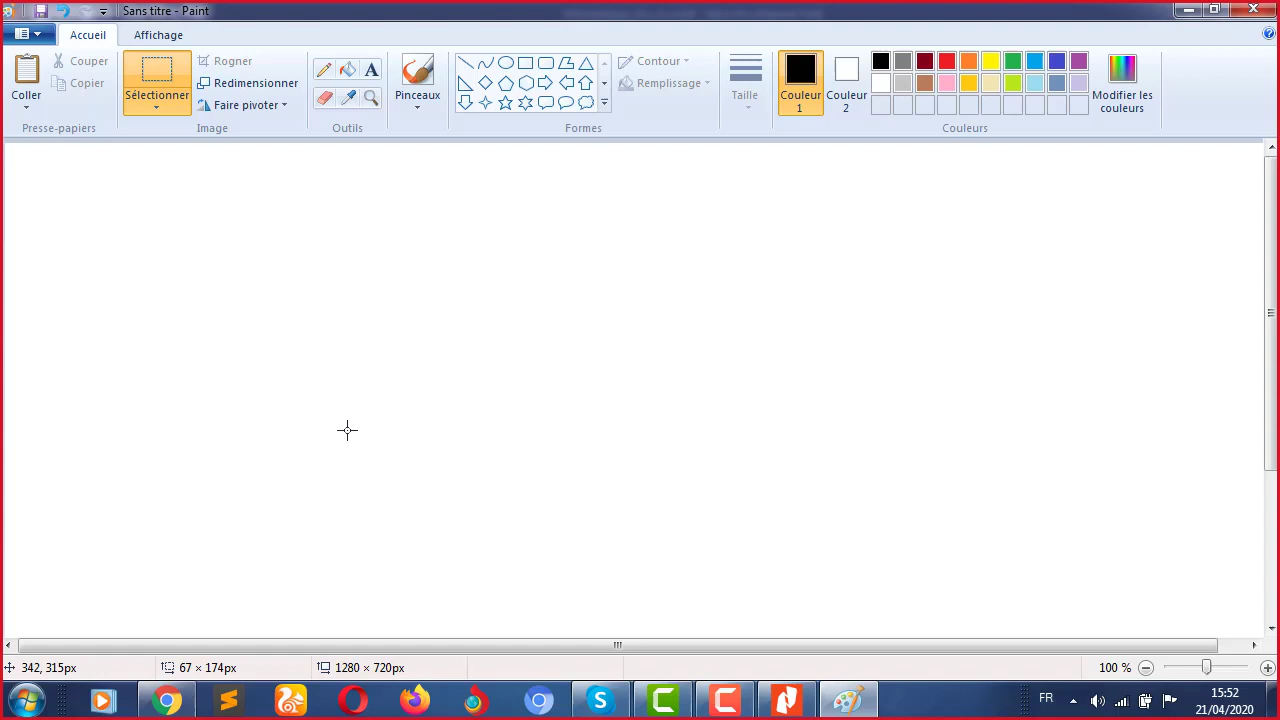 Sans titre - Paint
Accueil
Affichage
Coller
Couper
Copier
Presse-papiers
Sélectionner
Rogner
Redimensionner
Faire pivoter
Image
A
Outils
Pinceaux
Contour
Remplissage
Formes
Taille
Couleur
1
Couleur
2
Modifier les
couleurs
Couleurs
342, 315px
67 × 174px
1280 × 720px
100 %
FR
15:52
21/04/2020